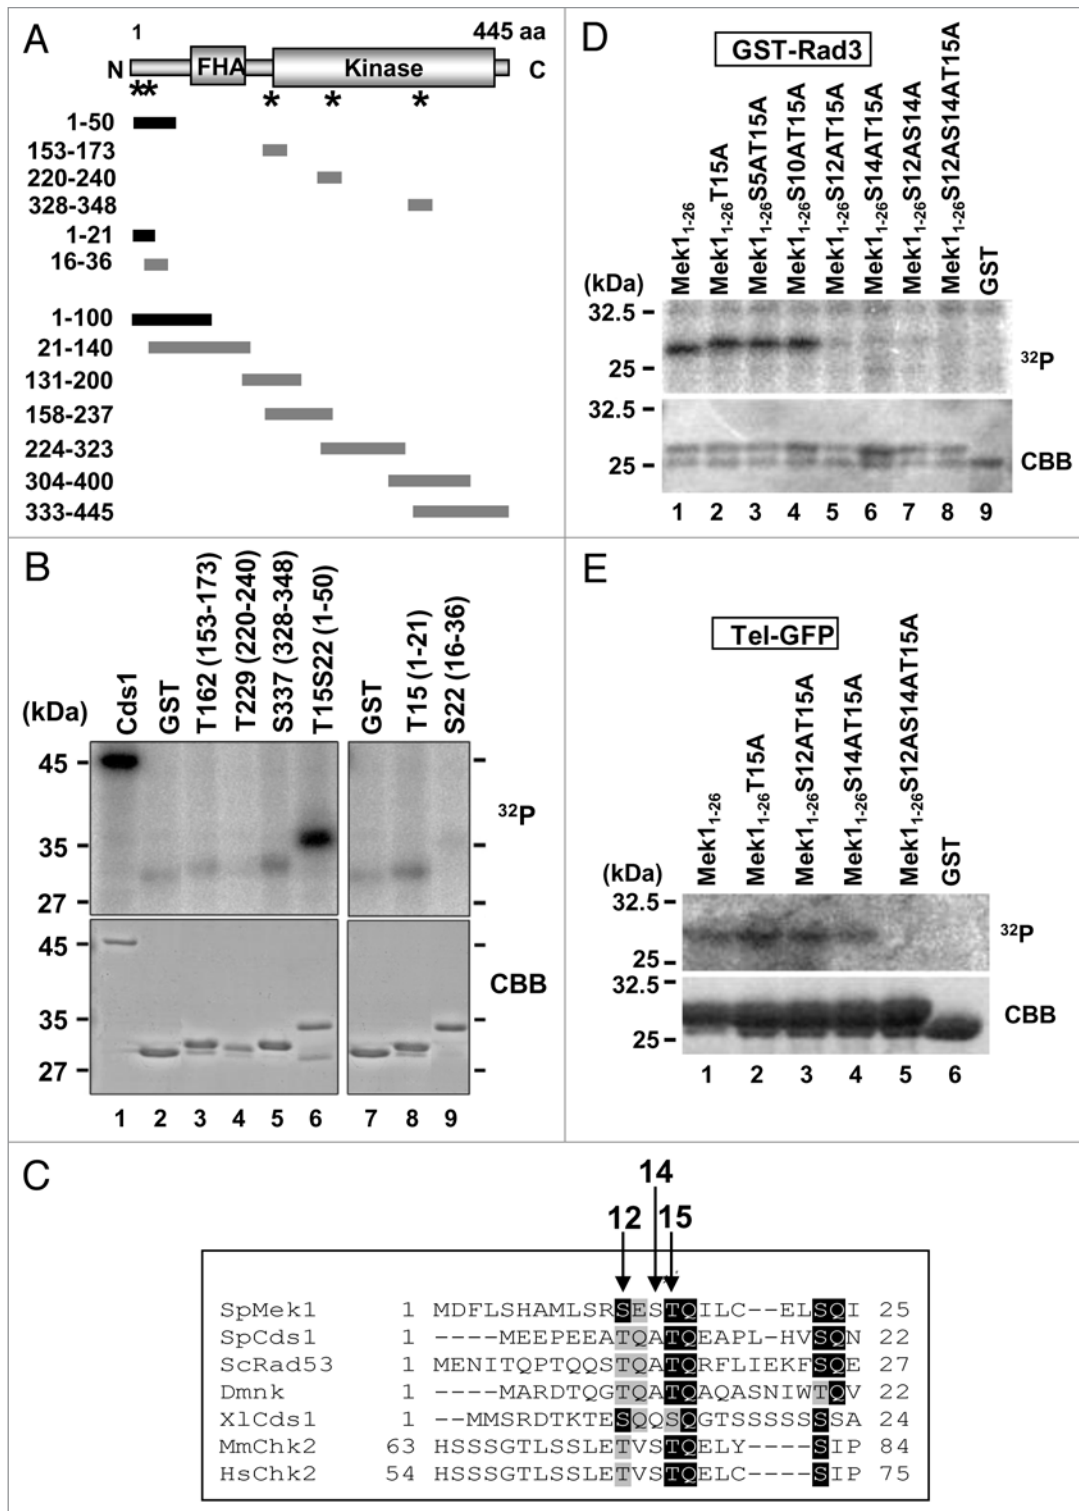 A
1 445 aa
N FHA Kinase C
** * * *
1-50
153-173
220-240
328-348
1-21
16-36
1-100
21-140
131-200
158-237
224-323
304-400
333-445
D
GST-Rad3
Mek1₁₋₂₆
Mek1₁₋₂₆T15A
Mek1₁₋₂₆S5AT15A
Mek1₁₋₂₆S10AT15A
Mek1₁₋₂₆S12AT15A
Mek1₁₋₂₆S14AT15A
Mek1₁₋₂₆S12AS14A
Mek1₁₋₂₆S12AS14AT15A
GST
(kDa)
32.5
25
³²P
32.5
25
CBB
1 2 3 4 5 6 7 8 9
B
Cds1
GST
T162 (153-173)
T229 (220-240)
S337 (328-348)
T15S22 (1-50)
GST
T15 (1-21)
S22 (16-36)
(kDa)
45
35
27
³²P
45
35
27
CBB
1 2 3 4 5 6 7 8 9
E
Tel-GFP
Mek1₁₋₂₆
Mek1₁₋₂₆T15A
Mek1₁₋₂₆S12AT15A
Mek1₁₋₂₆S14AT15A
Mek1₁₋₂₆S12AS14AT15A
GST
(kDa)
32.5
25
³²P
32.5
25
CBB
1 2 3 4 5 6
C
14
12 15
SpMek1 1 MDFLSHAMLSRSESTQILC--ELSQI 25
SpCds1 1 ----MEEPEEATQATQEAPL-HVSQN 22
ScRad53 1 MENITQPTQQSTQATQRFLIEKFSQE 27
Dmnk 1 ----MARDTQGTQATQAQASNIWTQV 22
XlCds1 1 --MMSRDTKTESQQSQGTSSSSSSSA 24
MmChk2 63 HSSSGTLSSLETVSTQELY----SIP 84
HsChk2 54 HSSSGTLSSLETVSTQELC----SIP 75